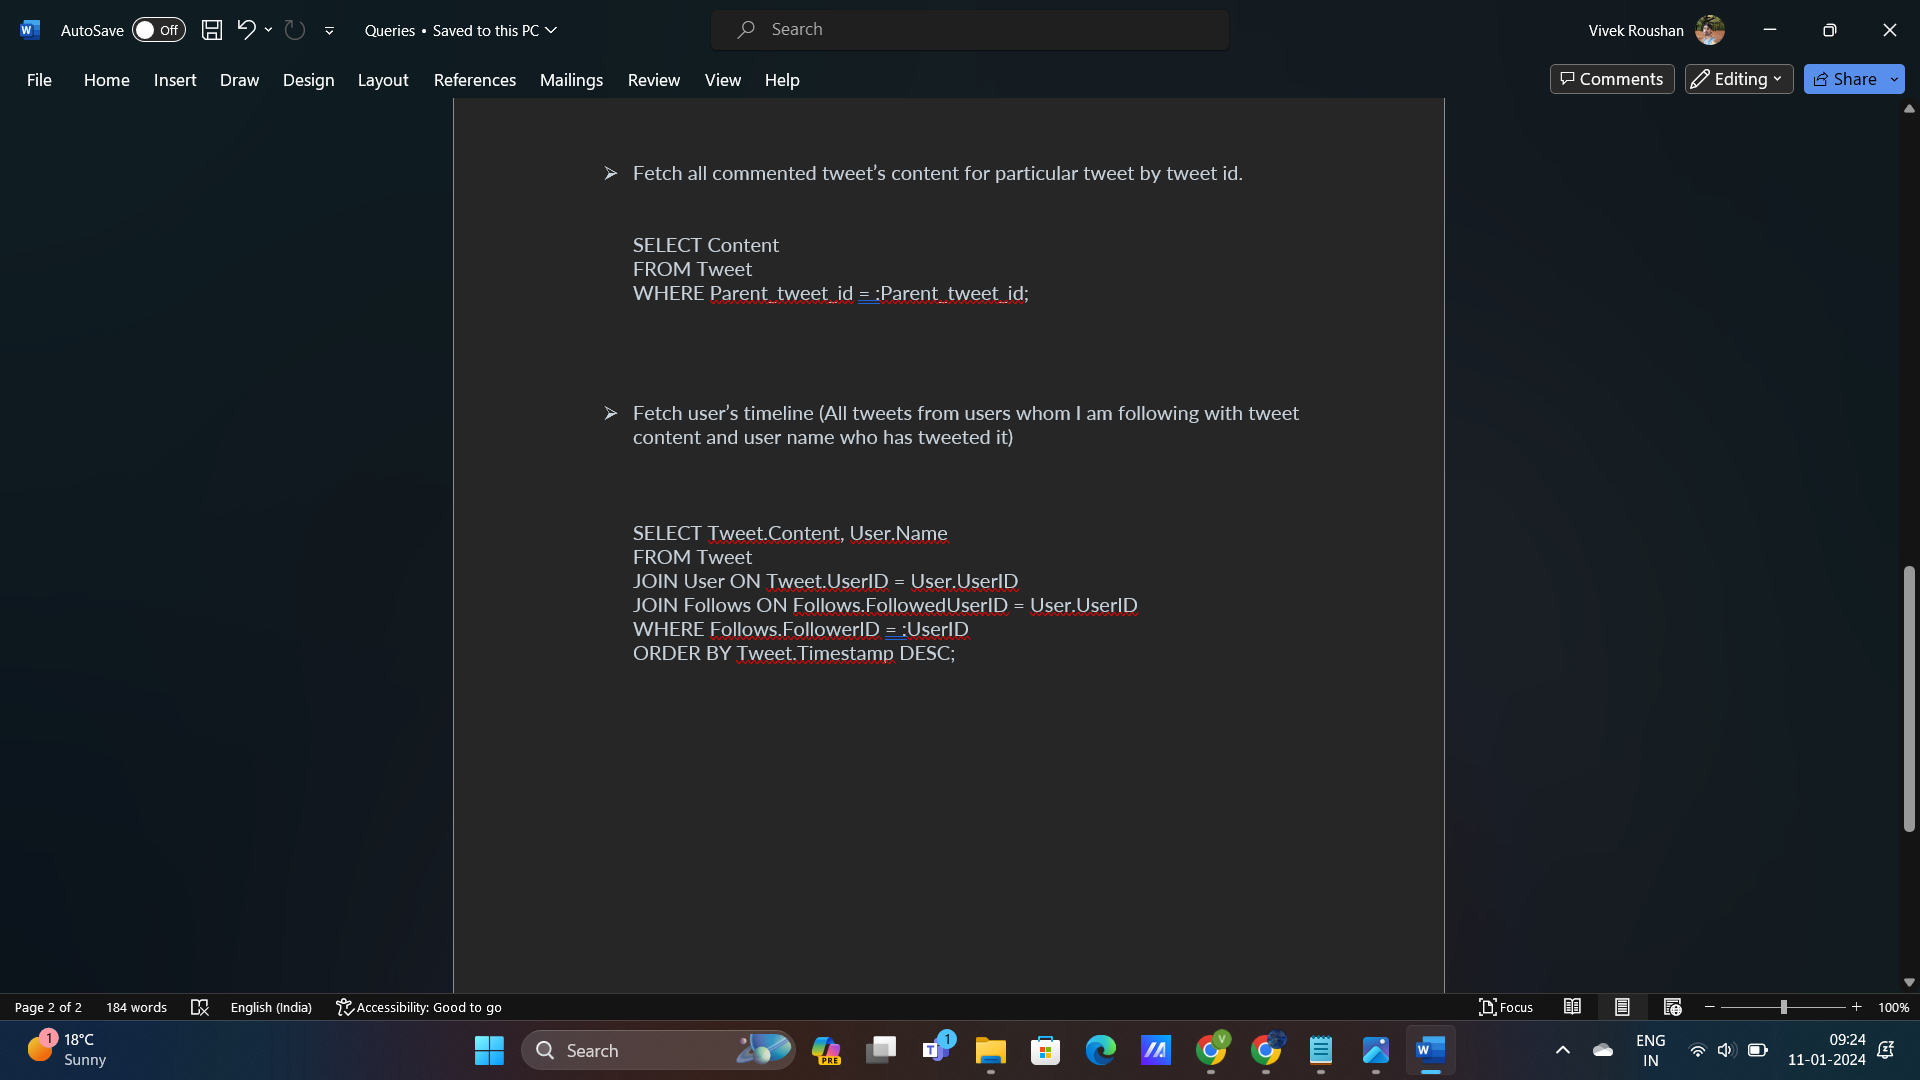 AutoSave Off Queries • Saved to this PC Search Vivek Roushan
File Home Insert Draw Design Layout References Mailings Review View Help Comments Editing Share
➢ Fetch all commented tweet’s content for particular tweet by tweet id.
SELECT Content
FROM Tweet
WHERE Parent_tweet_id = :Parent_tweet_id;
➢ Fetch user’s timeline (All tweets from users whom I am following with tweet
content and user name who has tweeted it)
SELECT Tweet.Content, User.Name
FROM Tweet
JOIN User ON Tweet.UserID = User.UserID
JOIN Follows ON Follows.FollowedUserID = User.UserID
WHERE Follows.FollowerID = :UserID
ORDER BY Tweet.Timestamp DESC;
Page 2 of 2 184 words English (India) Accessibility: Good to go Focus 100%
1 18°C Search PRE 1 V W ENG 09:24
Sunny IN 11-01-2024